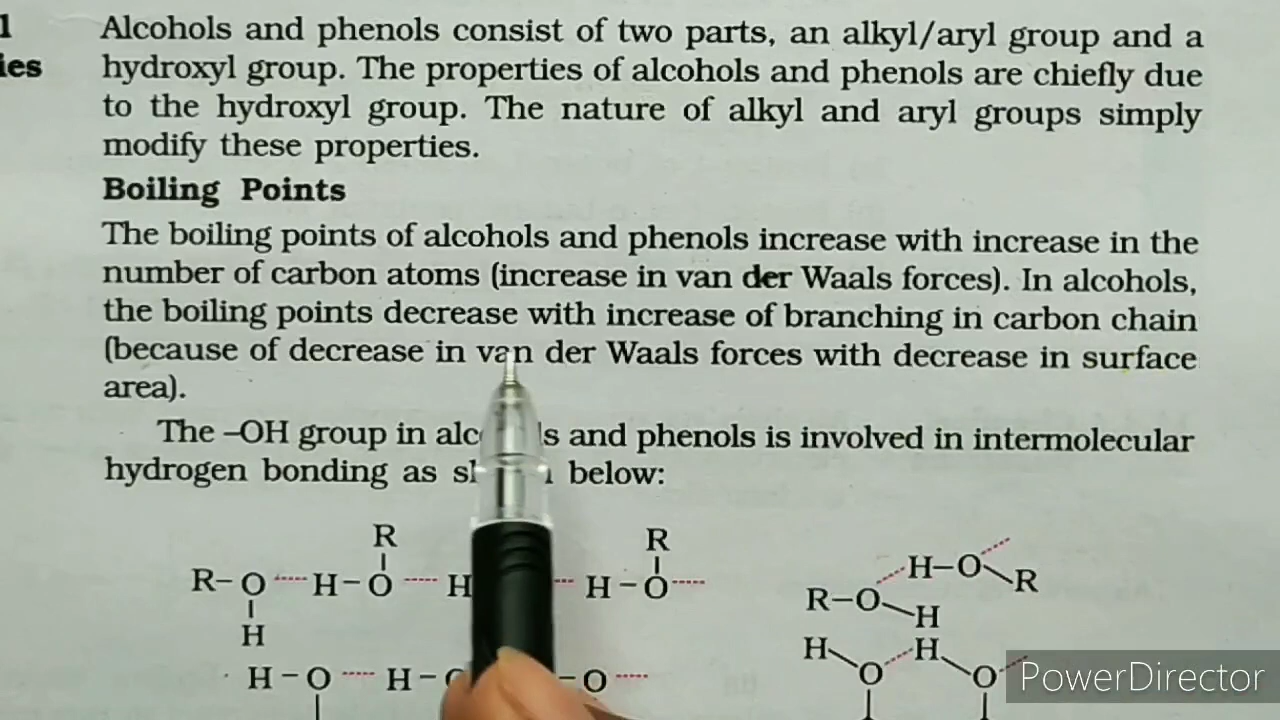 1
ies
Alcohols and phenols consist of two parts, an alkyl/aryl group and a
hydroxyl group. The properties of alcohols and phenols are chiefly due
to the hydroxyl group. The nature of alkyl and aryl groups simply
modify these properties.
Boiling Points
The boiling points of alcohols and phenols increase with increase in the
number of carbon atoms (increase in van der Waals forces). In alcohols,
the boiling points decrease with increase of branching in carbon chain
(because of decrease in van der Waals forces with decrease in surface
area).
The –OH group in alc s and phenols is involved in intermolecular
hydrogen bonding as below:
R R
R–O H–O H H–O
H
H–O H– –O
H–O R
R–O H
H H
O O
PowerDirector